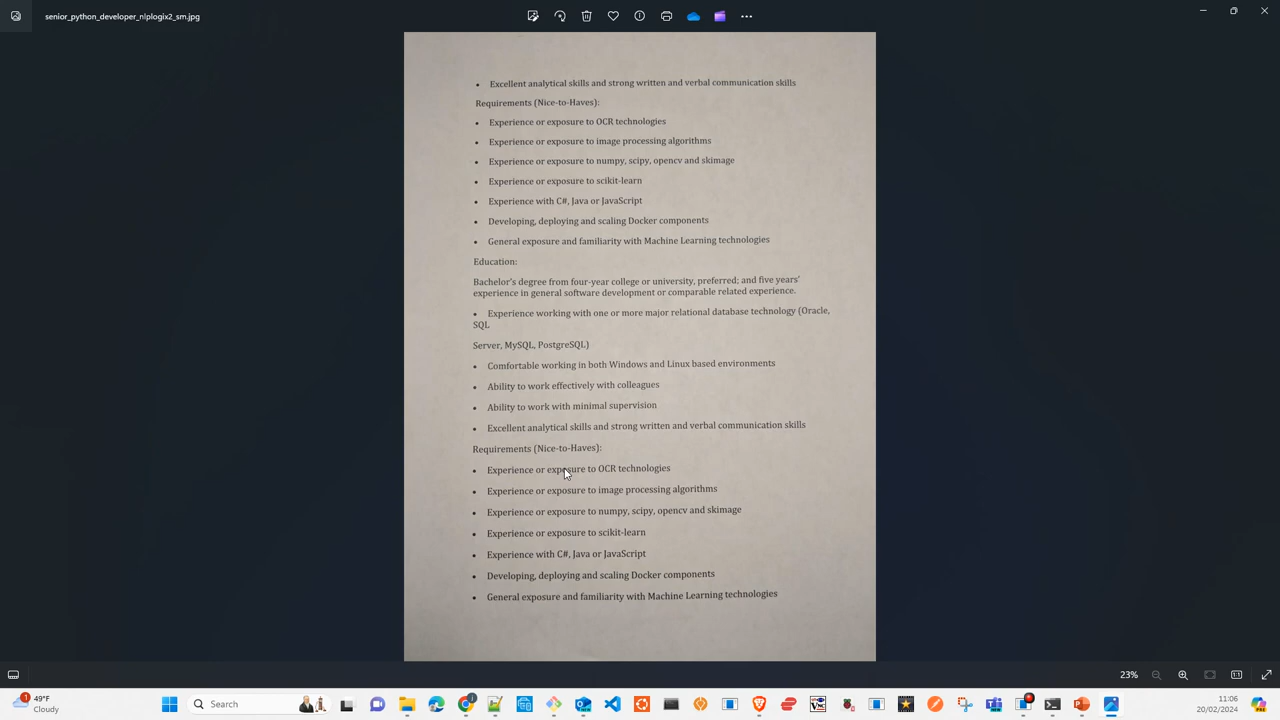 senior_python_developer_nlplogix2_sm.jpg
• Excellent analytical skills and strong written and verbal communication skills
Requirements (Nice-to-Haves):
• Experience or exposure to OCR technologies
• Experience or exposure to image processing algorithms
• Experience or exposure to numpy, scipy, opencv and skimage
• Experience or exposure to scikit-learn
• Experience with C#, Java or JavaScript
• Developing, deploying and scaling Docker components
• General exposure and familiarity with Machine Learning technologies
Education:
Bachelor's degree from four-year college or university, preferred; and five years'
experience in general software development or comparable related experience.
• Experience working with one or more major relational database technology (Oracle,
SQL
Server, MySQL, PostgreSQL)
• Comfortable working in both Windows and Linux based environments
• Ability to work effectively with colleagues
• Ability to work with minimal supervision
• Excellent analytical skills and strong written and verbal communication skills
Requirements (Nice-to-Haves):
• Experience or exposure to OCR technologies
• Experience or exposure to image processing algorithms
• Experience or exposure to numpy, scipy, opencv and skimage
• Experience or exposure to scikit-learn
• Experience with C#, Java or JavaScript
• Developing, deploying and scaling Docker components
• General exposure and familiarity with Machine Learning technologies
23%
1
49°F
Cloudy
Search
11:06
20/02/2024